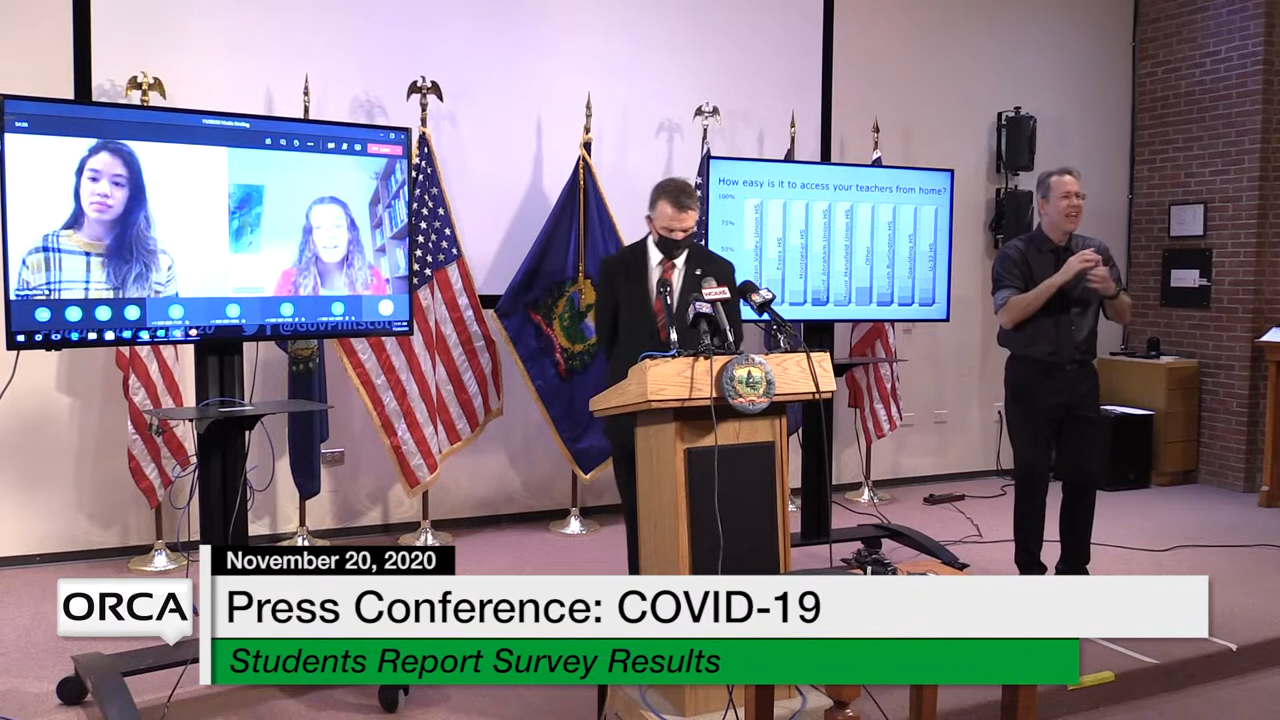 How easy is it to access your teachers from home?
100%
75%
50%
Essex HS
Montpelier HS
Mount Abraham Union HS
Mount Mansfield Union HS
Other
South Burlington HS
Spaulding HS
U-32 HS
@GovPhilScott
WCAX
November 20, 2020
ORCA
Press Conference: COVID-19
Students Report Survey Results